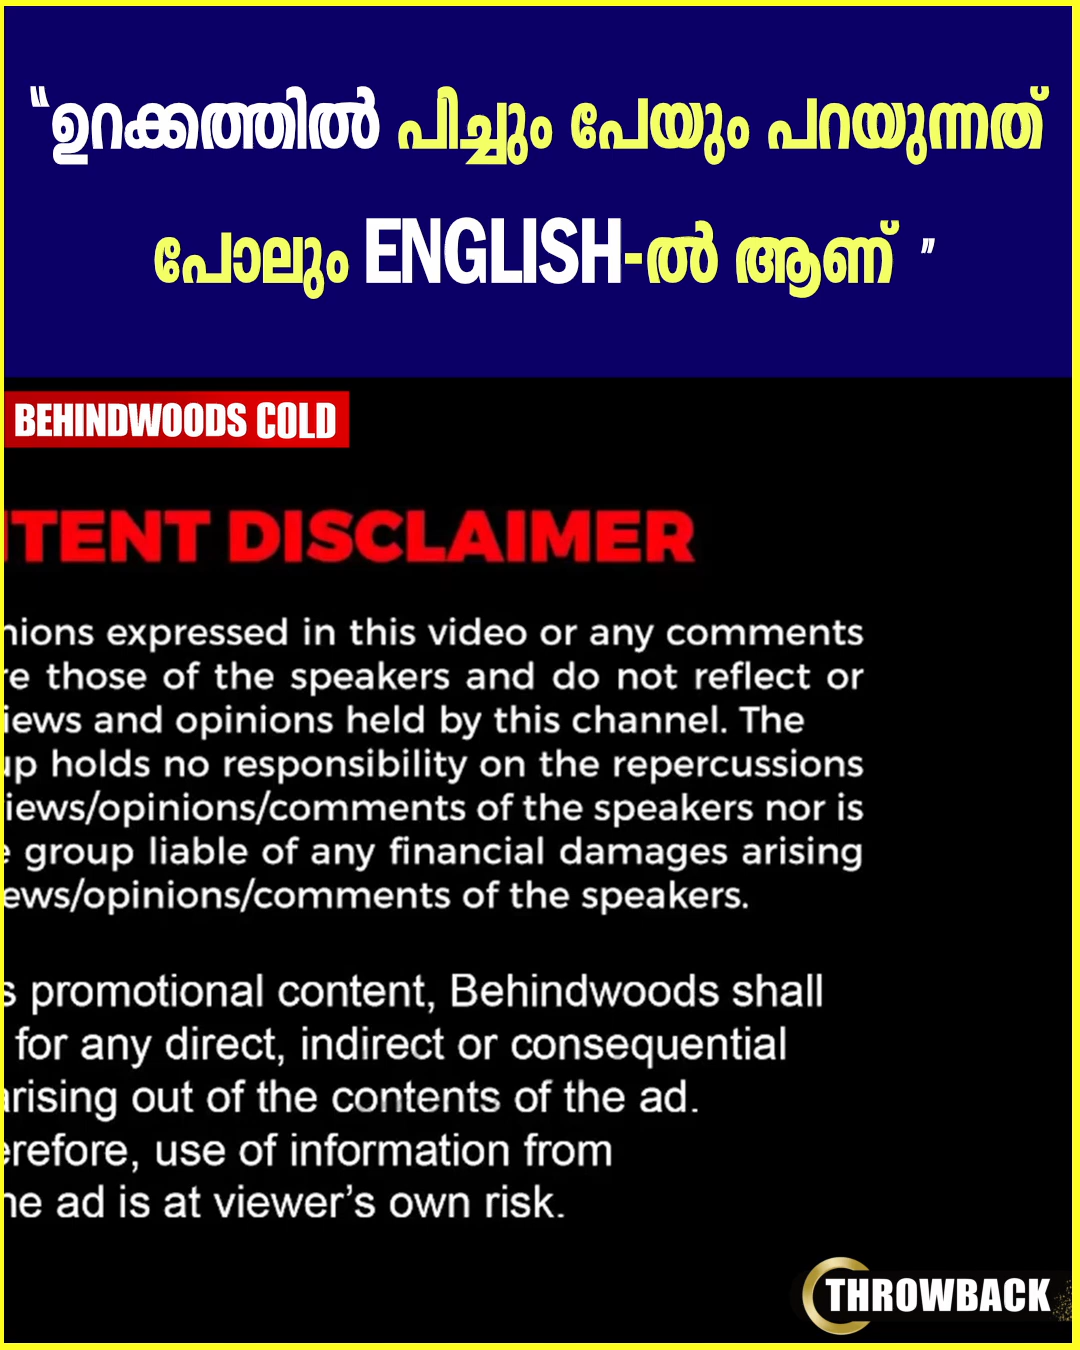 “ഉറക്കത്തിൽ പിച്ചും പേയും പറയുന്നത്
പോലും ENGLISH-ൽ ആണ് ”
BEHINDWOODS COLD
TENT DISCLAIMER
nions expressed in this video or any comments
re those of the speakers and do not reflect or
iews and opinions held by this channel. The
up holds no responsibility on the repercussions
iews/opinions/comments of the speakers nor is
e group liable of any financial damages arising
ews/opinions/comments of the speakers.
s promotional content, Behindwoods shall
for any direct, indirect or consequential
arising out of the contents of the ad.
erefore, use of information from
he ad is at viewer’s own risk.
THROWBACK